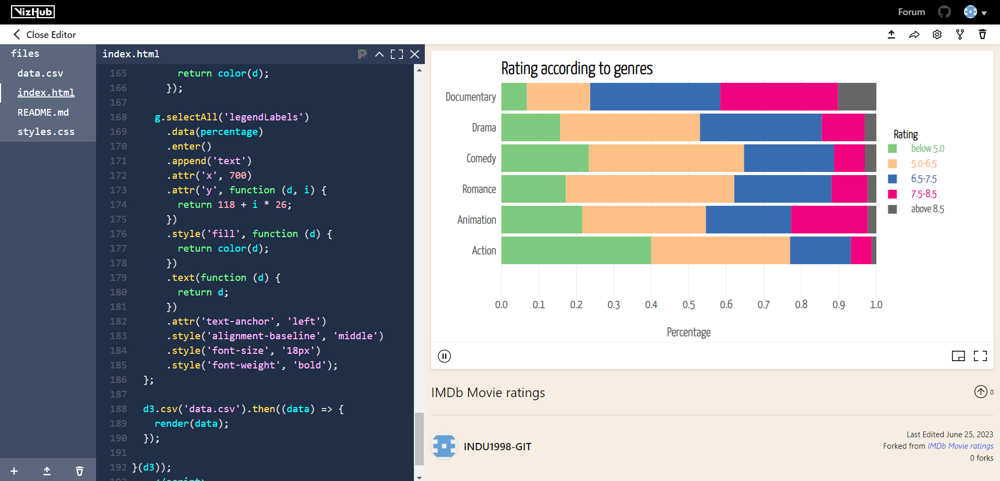 VizHub
Forum
Close Editor
files
data.csv
index.html
README.md
styles.css
index.html
165 return color(d);
166 });
167
168 g.selectAll('legendLabels')
169 .data(percentage)
170 .enter()
171 .append('text')
172 .attr('x', 700)
173 .attr('y', function (d, i) {
174 return 118 + i * 26;
175 })
176 .style('fill', function (d) {
177 return color(d);
178 })
179 .text(function (d) {
180 return d;
181 })
182 .attr('text-anchor', 'left')
183 .style('alignment-baseline', 'middle')
184 .style('font-size', '18px')
185 .style('font-weight', 'bold');
186 };
187
188 d3.csv('data.csv').then((data) => {
189 render(data);
190 });
191
192 }(d3));
193 </script>
Rating according to genres
Documentary
Drama
Comedy
Romance
Animation
Action
0.0 0.1 0.2 0.3 0.4 0.5 0.6 0.7 0.8 0.9 1.0
Percentage
Rating
below 5.0
5.0-6.5
6.5-7.5
7.5-8.5
above 8.5
IMDb Movie ratings
0
INDU1998-GIT
Last Edited June 25, 2023
Forked from IMDb Movie ratings
0 forks